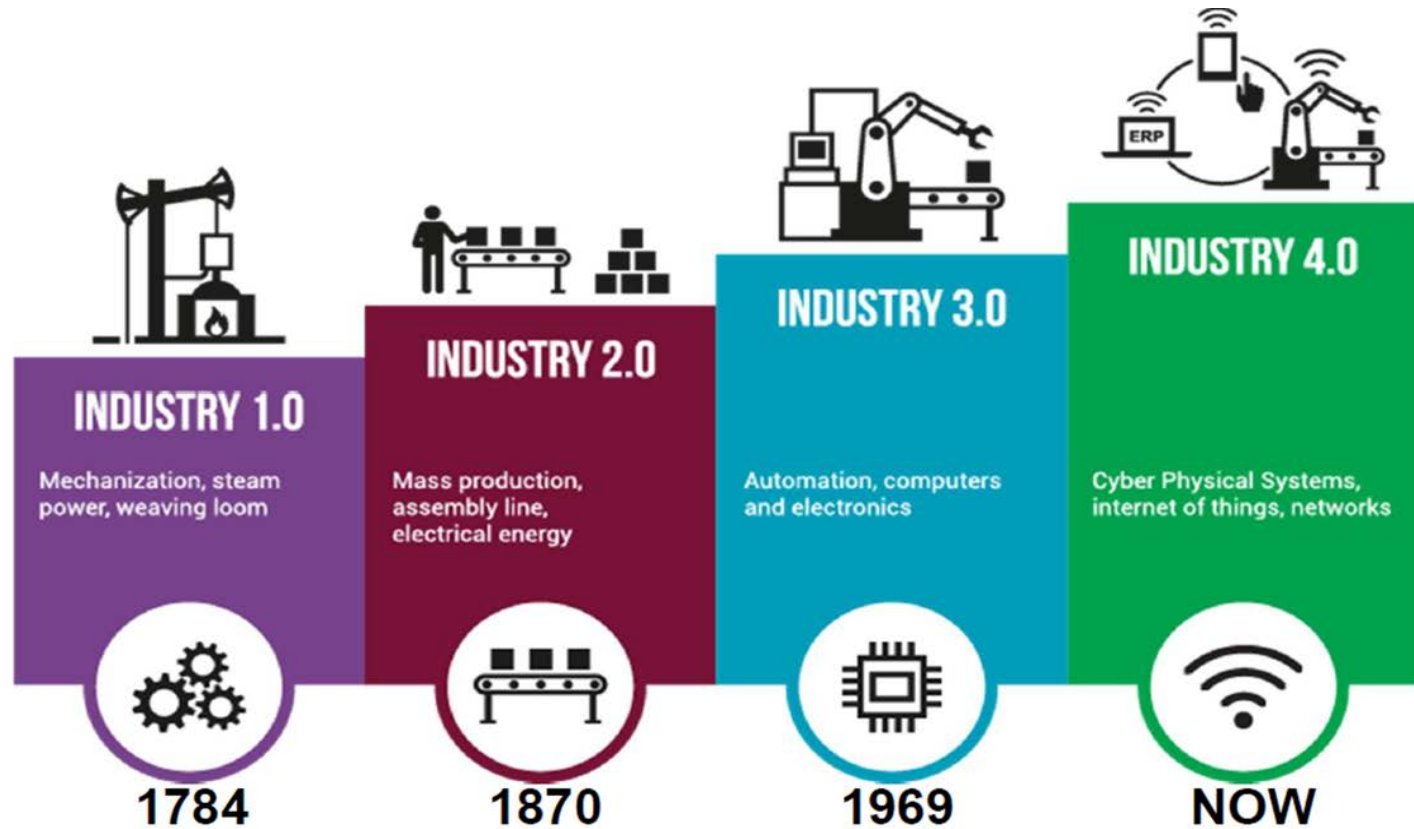 ERP
INDUSTRY 1.0
Mechanization, steam
power, weaving loom
1784
INDUSTRY 2.0
Mass production,
assembly line,
electrical energy
1870
INDUSTRY 3.0
Automation, computers
and electronics
1969
INDUSTRY 4.0
Cyber Physical Systems,
internet of things, networks
NOW